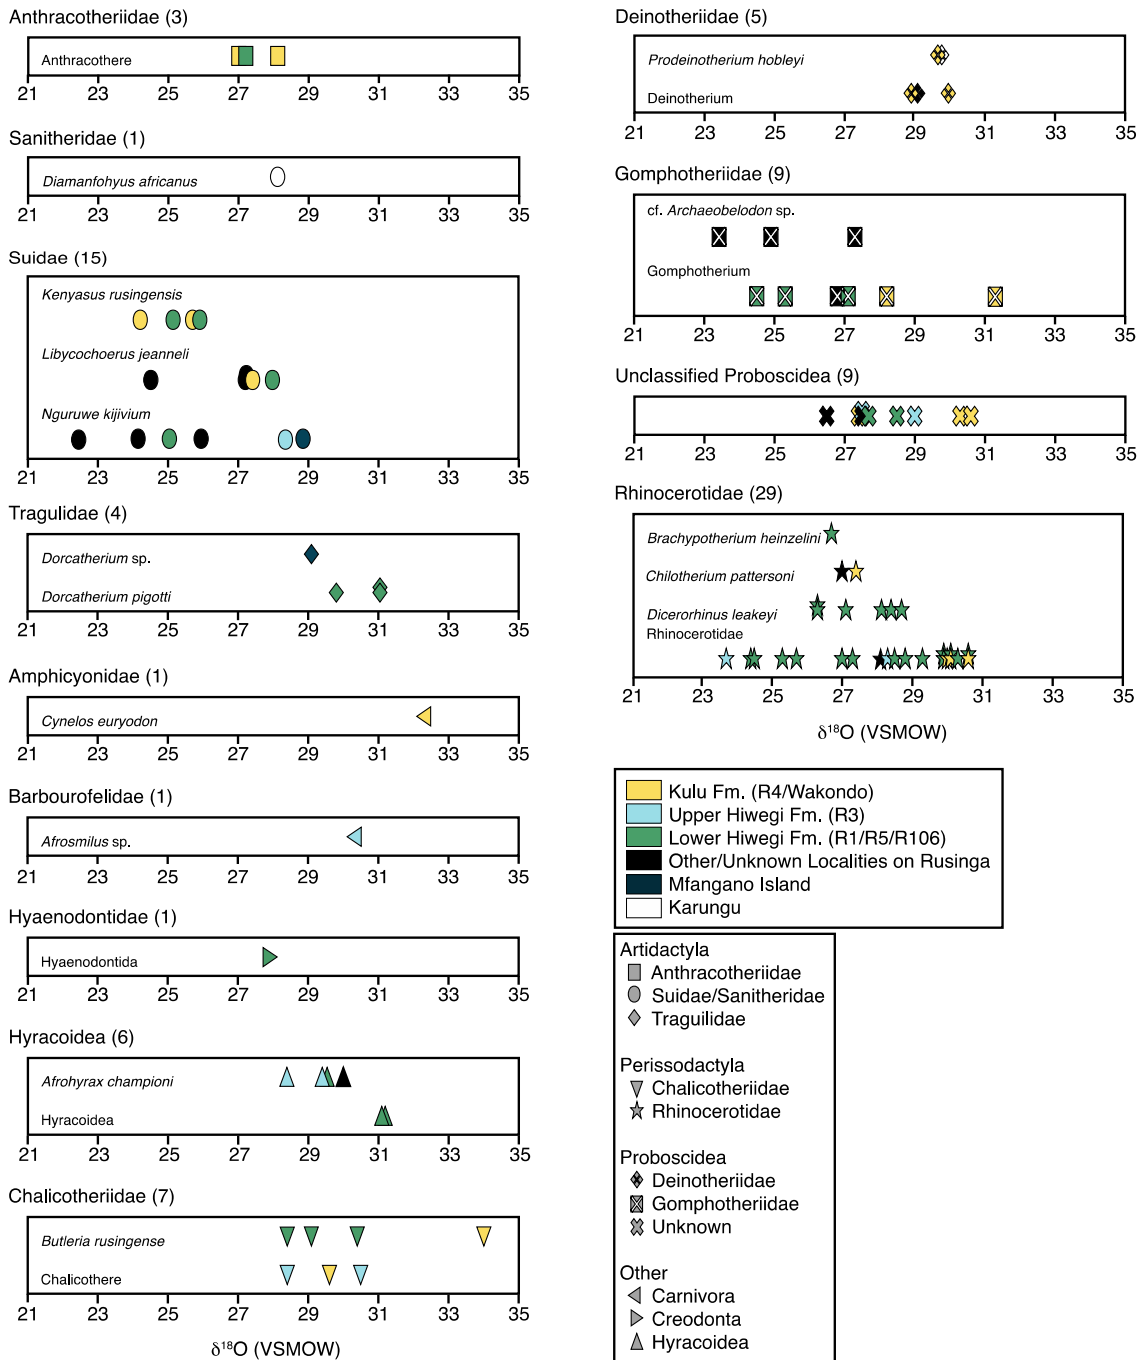 Anthracotheriidae (3)
Anthracothere
21 23 25 27 29 31 33 35
Sanitheridae (1)
Diamanfohyus africanus
21 23 25 27 29 31 33 35
Suidae (15)
Kenyasus rusingensis
Libycochoerus jeanneli
Nguruwe kijivium
21 23 25 27 29 31 33 35
Tragulidae (4)
Dorcatherium sp.
Dorcatherium pigotti
21 23 25 27 29 31 33 35
Amphicyonidae (1)
Cynelos euryodon
21 23 25 27 29 31 33 35
Barbourofelidae (1)
Afrosmilus sp.
21 23 25 27 29 31 33 35
Hyaenodontidae (1)
Hyaenodontida
21 23 25 27 29 31 33 35
Hyracoidea (6)
Afrohyrax championi
Hyracoidea
21 23 25 27 29 31 33 35
Chalicotheriidae (7)
Butleria rusingense
Chalicothere
21 23 25 27 29 31 33 35
δ¹⁸O (VSMOW)
Deinotheriidae (5)
Prodeinotherium hobleyi
Deinotherium
21 23 25 27 29 31 33 35
Gomphotheriidae (9)
cf. Archaeobelodon sp.
Gomphotherium
21 23 25 27 29 31 33 35
Unclassified Proboscidea (9)
21 23 25 27 29 31 33 35
Rhinocerotidae (29)
Brachypotherium heinzelini
Chilotherium pattersoni
Dicerorhinus leakeyi
Rhinocerotidae
21 23 25 27 29 31 33 35
δ¹⁸O (VSMOW)
Kulu Fm. (R4/Wakondo)
Upper Hiwegi Fm. (R3)
Lower Hiwegi Fm. (R1/R5/R106)
Other/Unknown Localities on Rusinga
Mfangano Island
Karungu
Artidactyla
Anthracotheriidae
Suidae/Sanitheridae
Traguilidae
Perissodactyla
Chalicotheriidae
Rhinocerotidae
Proboscidea
Deinotheriidae
Gomphotheriidae
Unknown
Other
Carnivora
Creodonta
Hyracoidea